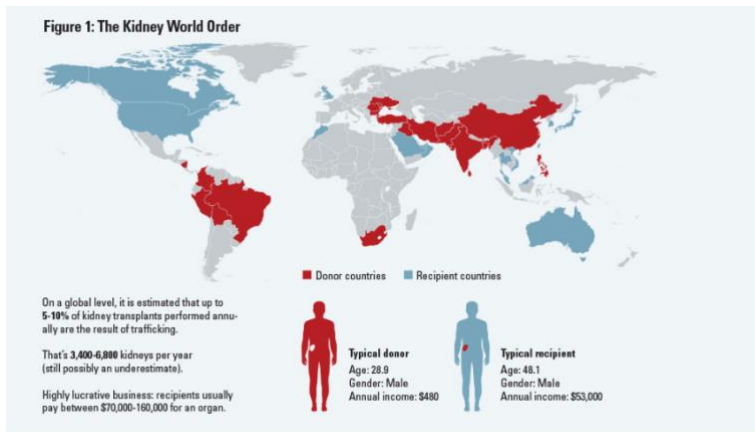 Figure 1: The Kidney World Order
Donor countries
Recipient countries
On a global level, it is estimated that up to
5-10% of kidney transplants performed annu-
ally are the result of trafficking.
That's 3,400-6,800 kidneys per year
(still possibly an underestimate).
Highly lucrative business: recipients usually
pay between $70,000-160,000 for an organ.
Typical donor
Age: 28.9
Gender: Male
Annual income: $480
Typical recipient
Age: 48.1
Gender: Male
Annual income: $53,000